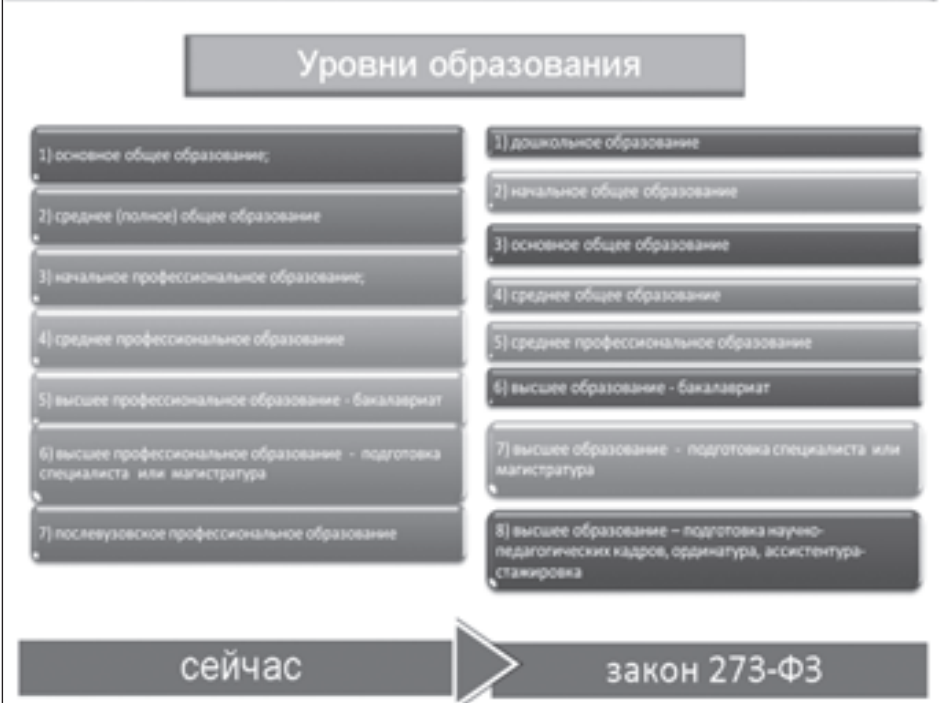 Уровни образования
1) основное общее образование;
2) среднее (полное) общее образование
3) начальное профессиональное образование;
4) среднее профессиональное образование
5) высшее профессиональное образование - бакалавриат
6) высшее профессиональное образование - подготовка
специалиста или магистратура
7) послевузовское профессиональное образование
1) дошкольное образование
2) начальное общее образование
3) основное общее образование
4) среднее общее образование
5) среднее профессиональное образование
6) высшее образование - бакалавриат
7) высшее образование - подготовка специалиста или
магистратура
8) высшее образование – подготовка научно-
педагогических кадров, ординатура, ассистентура-
стажировка
сейчас
закон 273-ФЗ